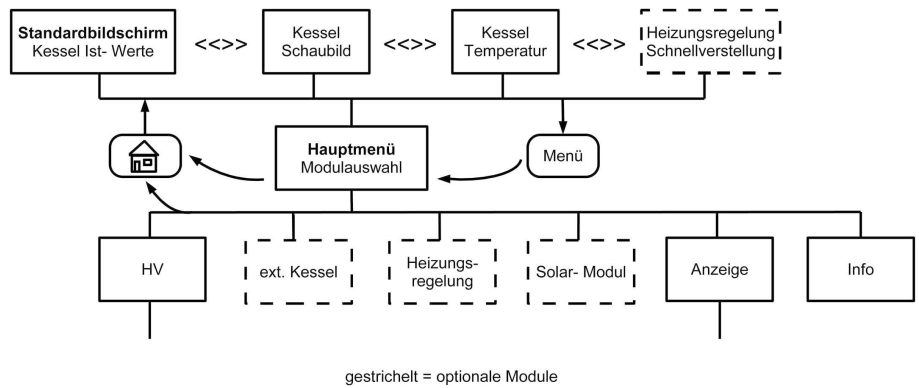 Standardbildschirm
Kessel Ist- Werte
<<>>
Kessel
Schaubild
<<>>
Kessel
Temperatur
<<>>
Heizungsregelung
Schnellverstellung
Hauptmenü
Modulauswahl
Menü
HV
ext. Kessel
Heizungs-
regelung
Solar- Modul
Anzeige
Info
gestrichelt = optionale Module